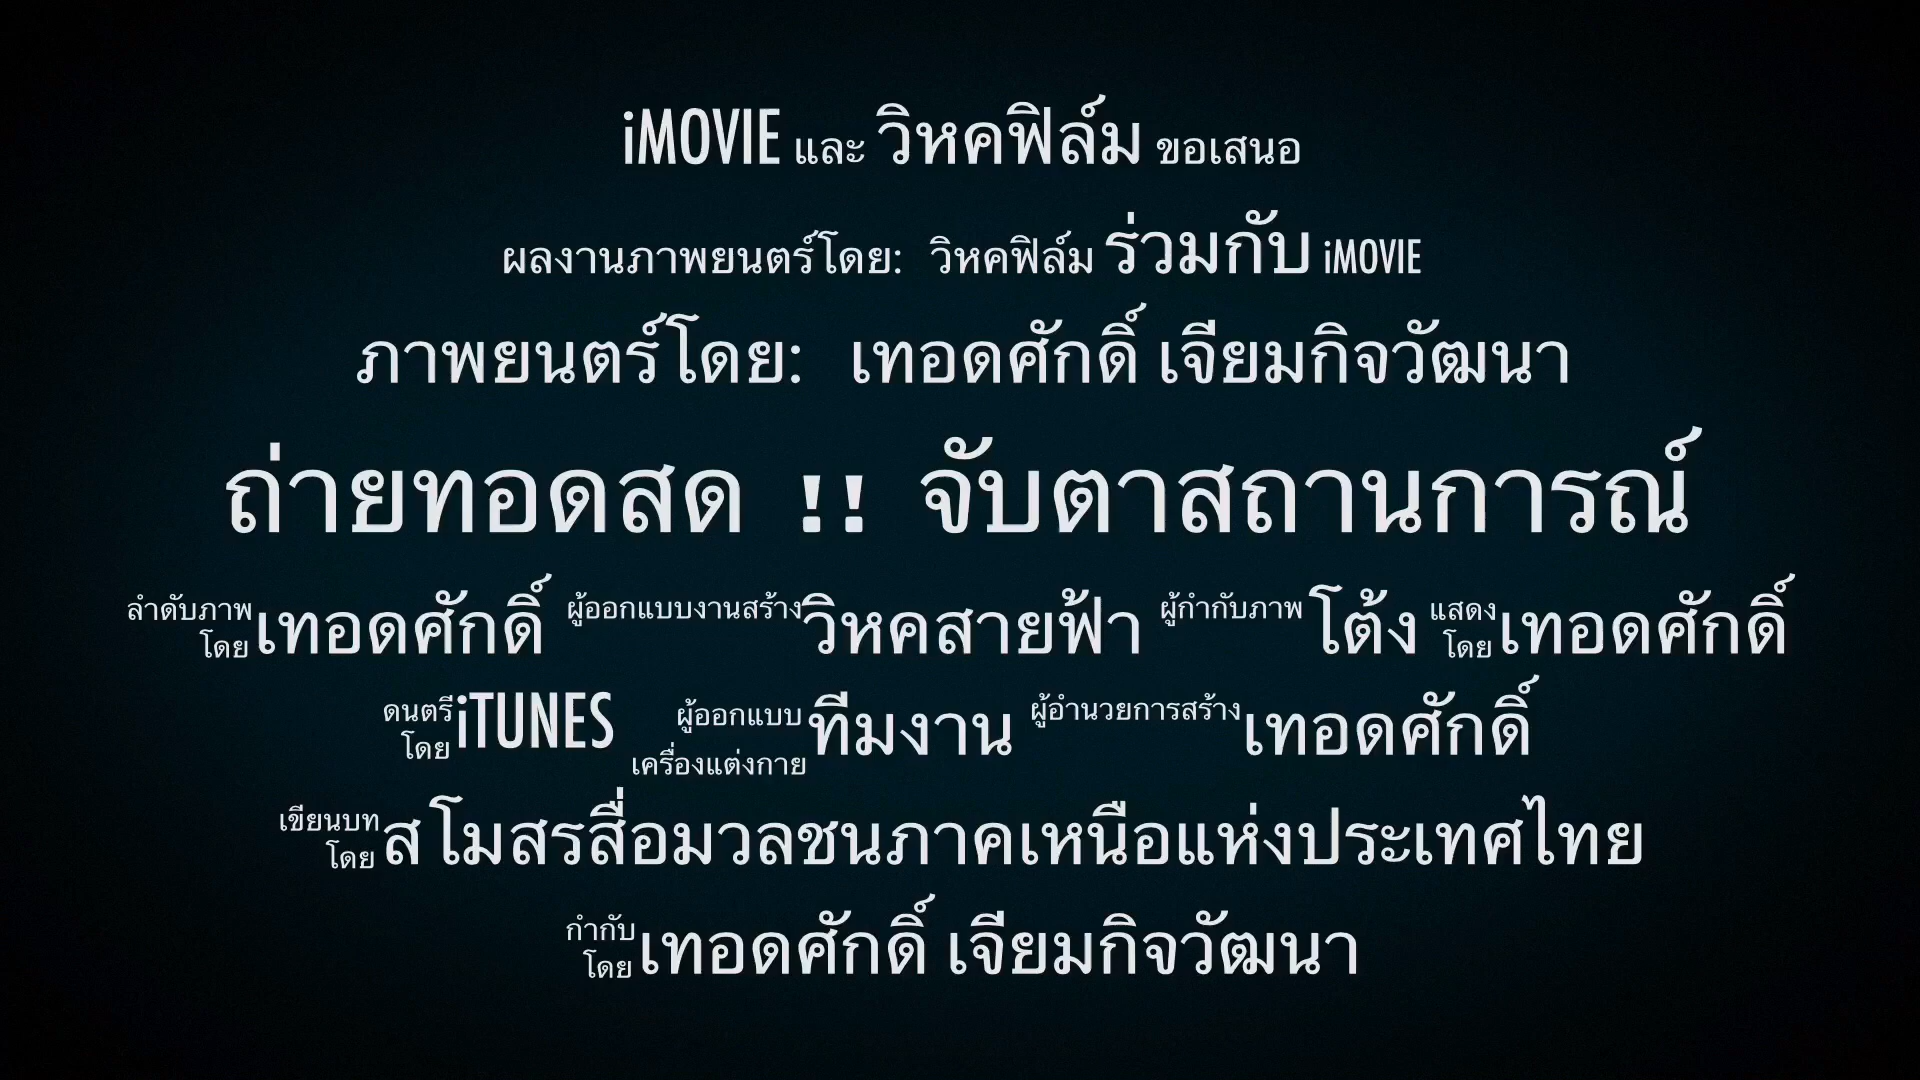 iMOVIE และ วิหคฟิล์ม ขอเสนอ
ผลงานภาพยนตร์โดย: วิหคฟิล์ม ร่วมกับ iMOVIE
ภาพยนตร์โดย: เทอดศักดิ์ เจียมกิจวัฒนา
ถ่ายทอดสด !! จับตาสถานการณ์
ลำดับภาพโดย เทอดศักดิ์ ผู้ออกแบบงานสร้าง วิหคสายฟ้า ผู้กำกับภาพ โต้ง แสดงโดย เทอดศักดิ์
ดนตรีโดย iTUNES ผู้ออกแบบเครื่องแต่งกาย ทีมงาน ผู้อำนวยการสร้าง เทอดศักดิ์
เขียนบทโดย สโมสรสื่อมวลชนภาคเหนือแห่งประเทศไทย
กำกับโดย เทอดศักดิ์ เจียมกิจวัฒนา